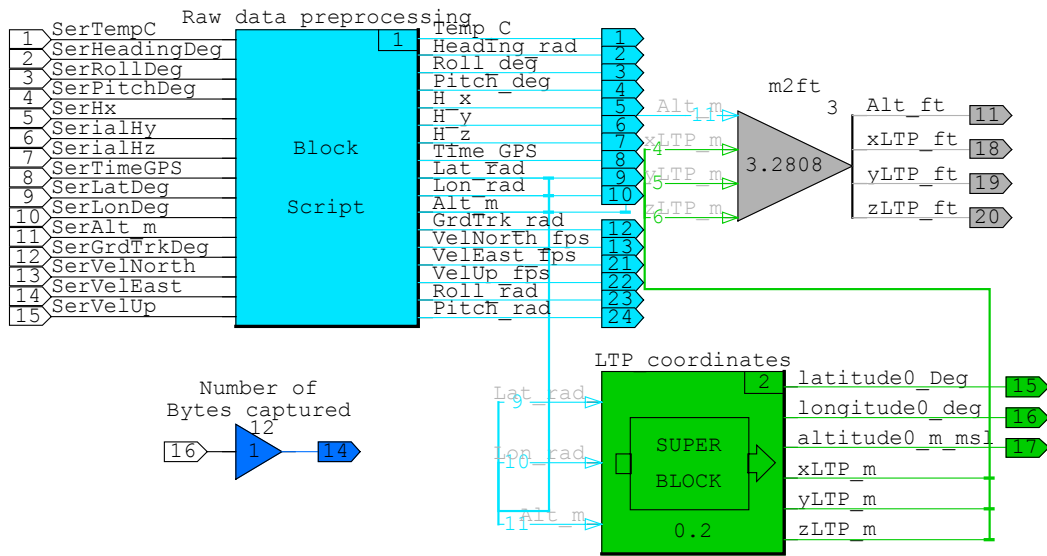 Raw data preprocessing
1
1 SerTempC
2 SerHeadingDeg
3 SerRollDeg
4 SerPitchDeg
5 SerHx
6 SerialHy
7 SerialHz
8 SerTimeGPS
9 SerLatDeg
10 SerLonDeg
11 SerAlt_m
12 SerGrdTrkDeg
13 SerVelNorth
14 SerVelEast
15 SerVelUp
Block
Script
Temp_C 1
Heading_rad 2
Roll_deg 3
Pitch_deg 4
H_x 5
H_y 6
H_z 7
Time_GPS 8
Lat_rad 9
Lon_rad 10
Alt_m
GrdTrk_rad 12
VelNorth_fps 13
VelEast_fps 21
VelUp_fps 22
Roll_rad 23
Pitch_rad 24
m2ft
3
Alt_m 11
xLTP_m 4
yLTP_m 5
zLTP_m 6
3.2808
Alt_ft 11
xLTP_ft 18
yLTP_ft 19
zLTP_ft 20
Number of
Bytes captured
12
16 1 14
LTP coordinates
2
Lat_rad 9
Lon_rad 10
Alt_m 11
SUPER
BLOCK
0.2
latitude0_Deg 15
longitude0_deg 16
altitude0_m_msl 17
xLTP_m
yLTP_m
zLTP_m